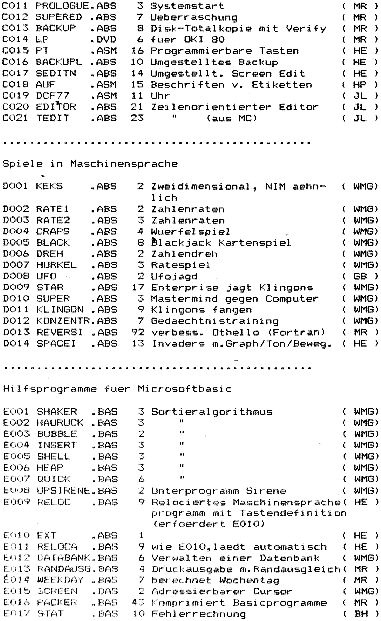 C011 PROLOGUE.ABS 3 Systemstart ( MR )
C012 SUPERED .ABS 7 Ueberraschung ( MR )
C013 BACKUP .ABS 8 Disk-Totalkopie mit Verify ( MR )
C014 LP .DVD 6 fuer OKI 80 ( MR )
C015 PT .ASM 16 Programmierbare Tasten ( HE )
C016 BACKUPL .ABS 10 Umgestelltes Backup ( HE )
C017 SEDITN .ABS 14 Umgestellt. Screen Edit ( HE )
C018 AUF .ASM 15 Beschriften v. Etiketten ( HP )
C019 DCF77 .ASM 11 Uhr ( JL )
C020 EDITOR .ABS 21 Zeilenorientierter Editor ( JL )
C021 TEDIT .ABS 23 " (aus MC) ( JL )
Spiele in Maschinensprache
D001 KEKS .ABS 2 Zweidimensional, NIM aehn- ( WMG)
lich
D002 RATE1 .ABS 2 Zahlenraten ( WMG)
D003 RATE2 .ABS 3 Zahlenraten ( WMG)
D004 CRAPS .ABS 4 Wuerfelspiel ( WMG)
D005 BLACK .ABS 8 Blackjack Kartenspiel ( WMG)
D006 DREH .ABS 2 Zahlendreh ( WMG)
D007 HURKEL .ABS 3 Ratespiel ( WMG)
D008 UFO .ABS 2 Ufojagd ( GB )
D009 STAR .ABS 17 Enterprise jagt Klingons ( WMG)
D010 SUPER .ABS 3 Mastermind gegen Computer ( WMG)
D011 KLINGON .ABS 9 Klingons fangen ( WMG)
D012 KONZENTR.ABS 7 Gedaechtnistraining ( WMG)
D013 REVERSI .ABS 92 verbess. Othello (Fortran) ( MR )
D014 SPACEI .ABS 13 Invaders m.Graph/Ton/Beweg. ( HE )
Hilfsprogramme fuer Microsoftbasic
E001 SHAKER .BAS 3 Sortieralgorithmus ( WMG)
E002 HAURUCK .BAS 3 " ( WMG)
E003 BUBBLE .BAS 2 " ( WMG)
E004 INSERT .BAS 3 " ( WMG)
E005 SHELL .BAS 3 " ( WMG)
E006 HEAP .BAS 3 " ( WMG)
E007 QUICK .BAS 6 " ( WMG)
E008 UPSIRENE.BAS 2 Unterprogramm Sirene ( WMG)
E009 RELOC .BAS 9 Relociertes Maschinensprache( HE )
programm mit Tastendefinition
(erfoerdert E010)
E010 EXT .ABS 1 ( HE )
E011 RELOCA .BAS 9 wie E010,laedt automatisch ( HE )
E012 DATABANK.BAS 6 Verwalten einer Datenbank ( WMG)
E013 RANDAUSG.BAS 4 Druckausgabe m.Randausgleich( MR )
E014 WEEKDAY .BAS 7 berechnet Wochentag ( MR )
E015 SCREEN .BAS 2 Adressierbarer Cursor ( WMG)
E016 PACKER .BAS 45 Komprimiert Basicprogramme ( MR )
E017 STAT .BAS 10 Fehlerrechnung ( BH )